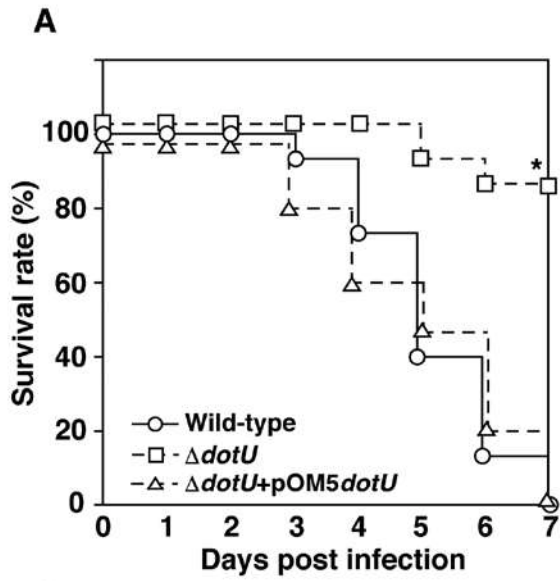 A
Survival rate (%)
100
80
60
40
20
0
*
Wild-type
ΔdotU
ΔdotU+pOM5dotU
0 1 2 3 4 5 6 7
Days post infection